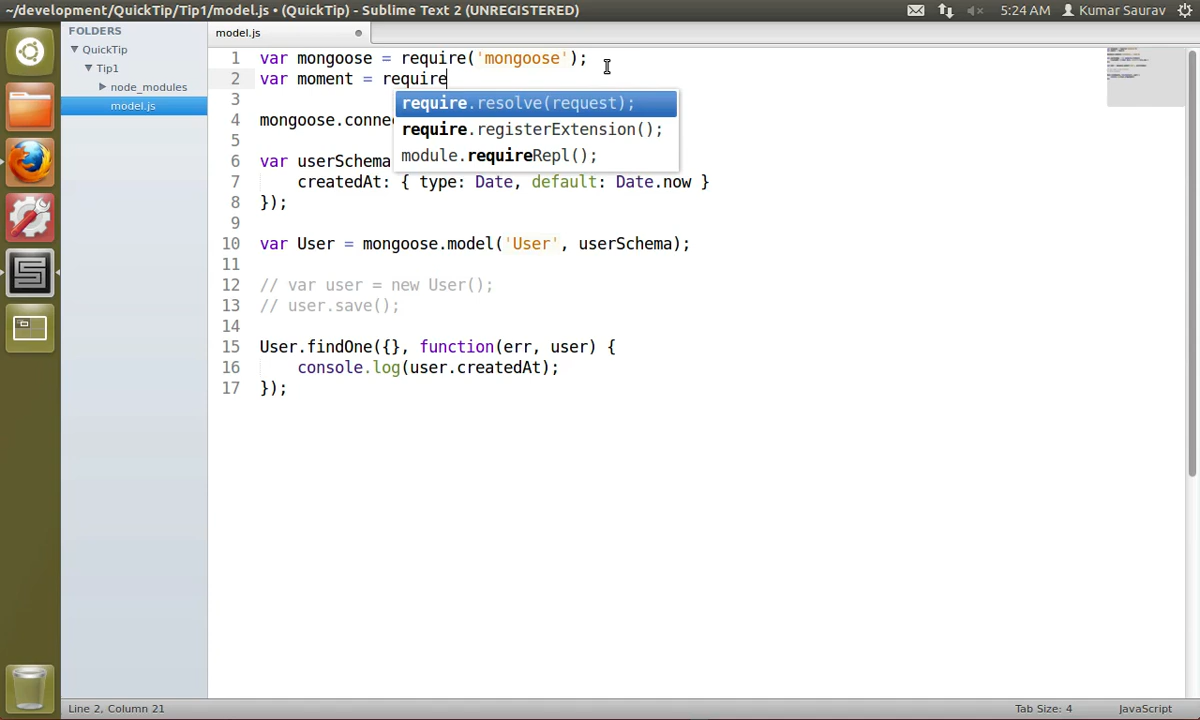 ~/development/QuickTip/Tip1/model.js • (QuickTip) - Sublime Text 2 (UNREGISTERED)
5:24 AM Kumar Saurav
FOLDERS
QuickTip
Tip1
node_modules
model.js
model.js
1 var mongoose = require('mongoose');
2 var moment = require
require.resolve(request);
require.registerExtension();
module.requireRepl();
3
4 mongoose.connec
5
6 var userSchema
7 createdAt: { type: Date, default: Date.now }
8 });
9
10 var User = mongoose.model('User', userSchema);
11
12 // var user = new User();
13 // user.save();
14
15 User.findOne({}, function(err, user) {
16 console.log(user.createdAt);
17 });
Line 2, Column 21
Tab Size: 4
JavaScript